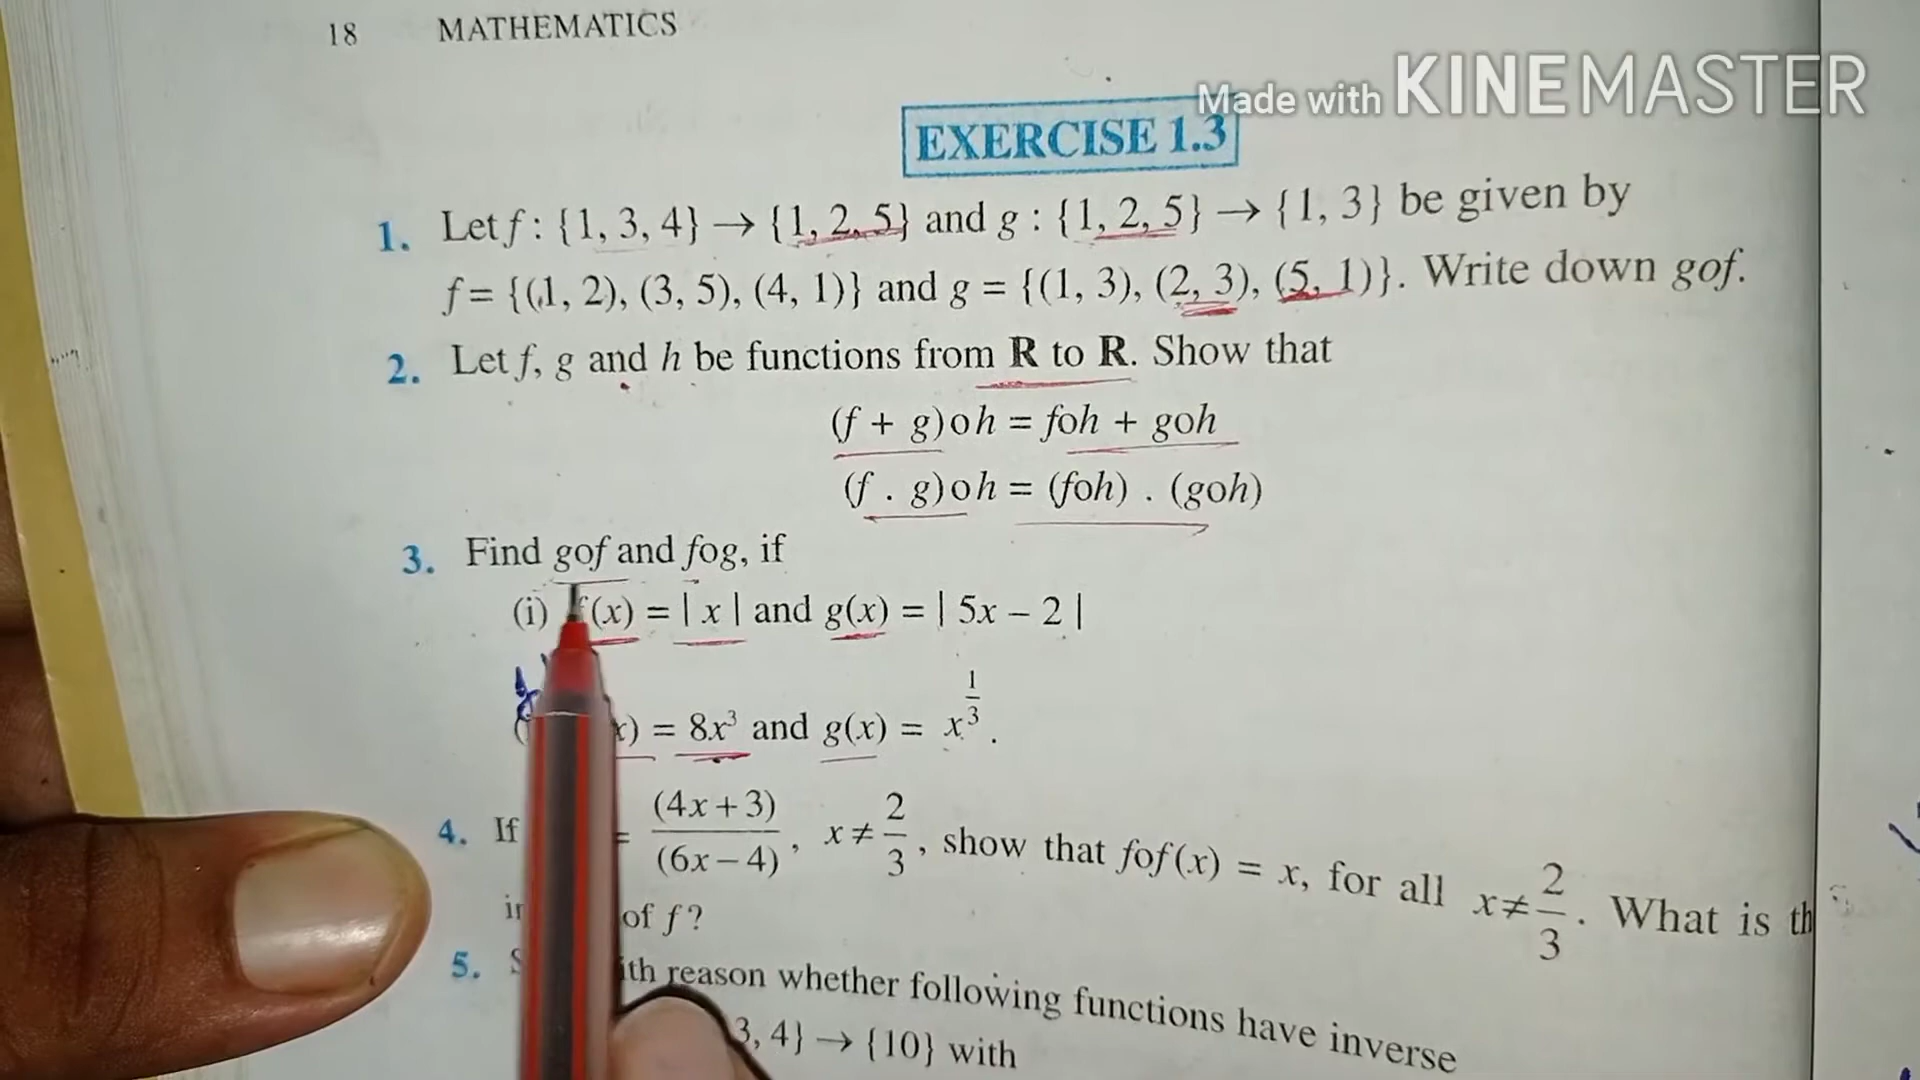 18 MATHEMATICS
Made with KINEMASTER
EXERCISE 1.3
1. Let f : {1, 3, 4} → {1, 2, 5} and g : {1, 2, 5} → {1, 3} be given by
f = {(1, 2), (3, 5), (4, 1)} and g = {(1, 3), (2, 3), (5, 1)}. Write down gof.
2. Let f, g and h be functions from R to R. Show that
(f + g)oh = foh + goh
(f . g)oh = (foh) . (goh)
3. Find gof and fog, if
(i) f(x) = | x | and g(x) = | 5x – 2 |
x) = 8x³ and g(x) = x^(1/3) .
4. If = (4x + 3)/(6x – 4), x ≠ 2/3, show that fof(x) = x, for all x ≠ 2/3. What is th
of f?
5. ith reason whether following functions have inverse
3, 4} → {10} with